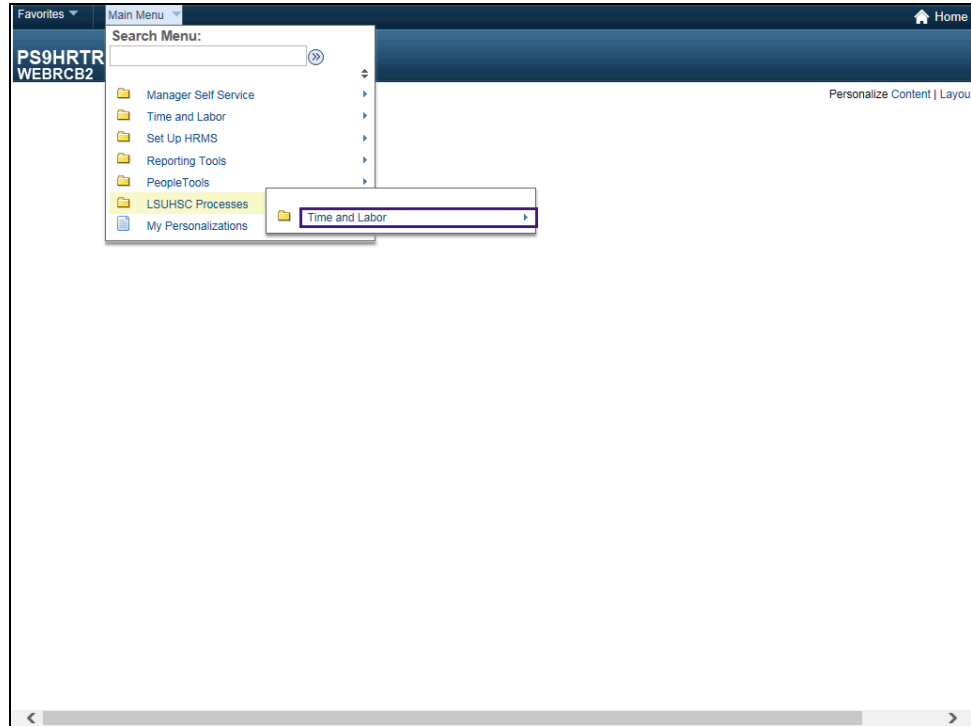 Favorites Main Menu Home
Search Menu:
PS9HRTR
WEBRCB2
Personalize Content | Layou
Manager Self Service
Time and Labor
Set Up HRMS
Reporting Tools
PeopleTools
LSUHSC Processes
Time and Labor
My Personalizations